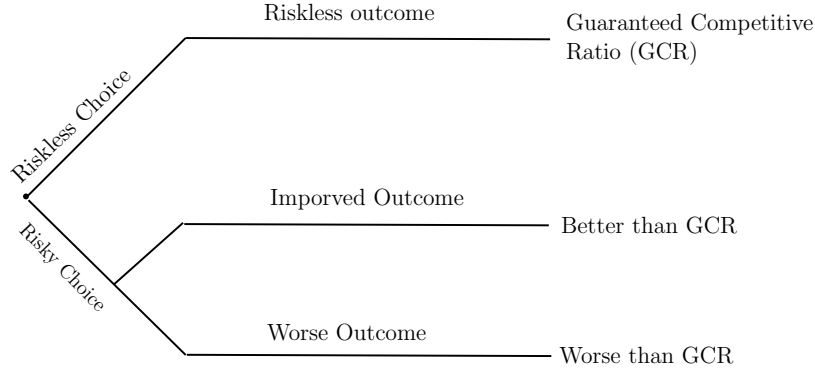 Riskless outcome
Guaranteed Competitive
Ratio (GCR)
Riskless Choice
Imporved Outcome
Better than GCR
Risky Choice
Worse Outcome
Worse than GCR